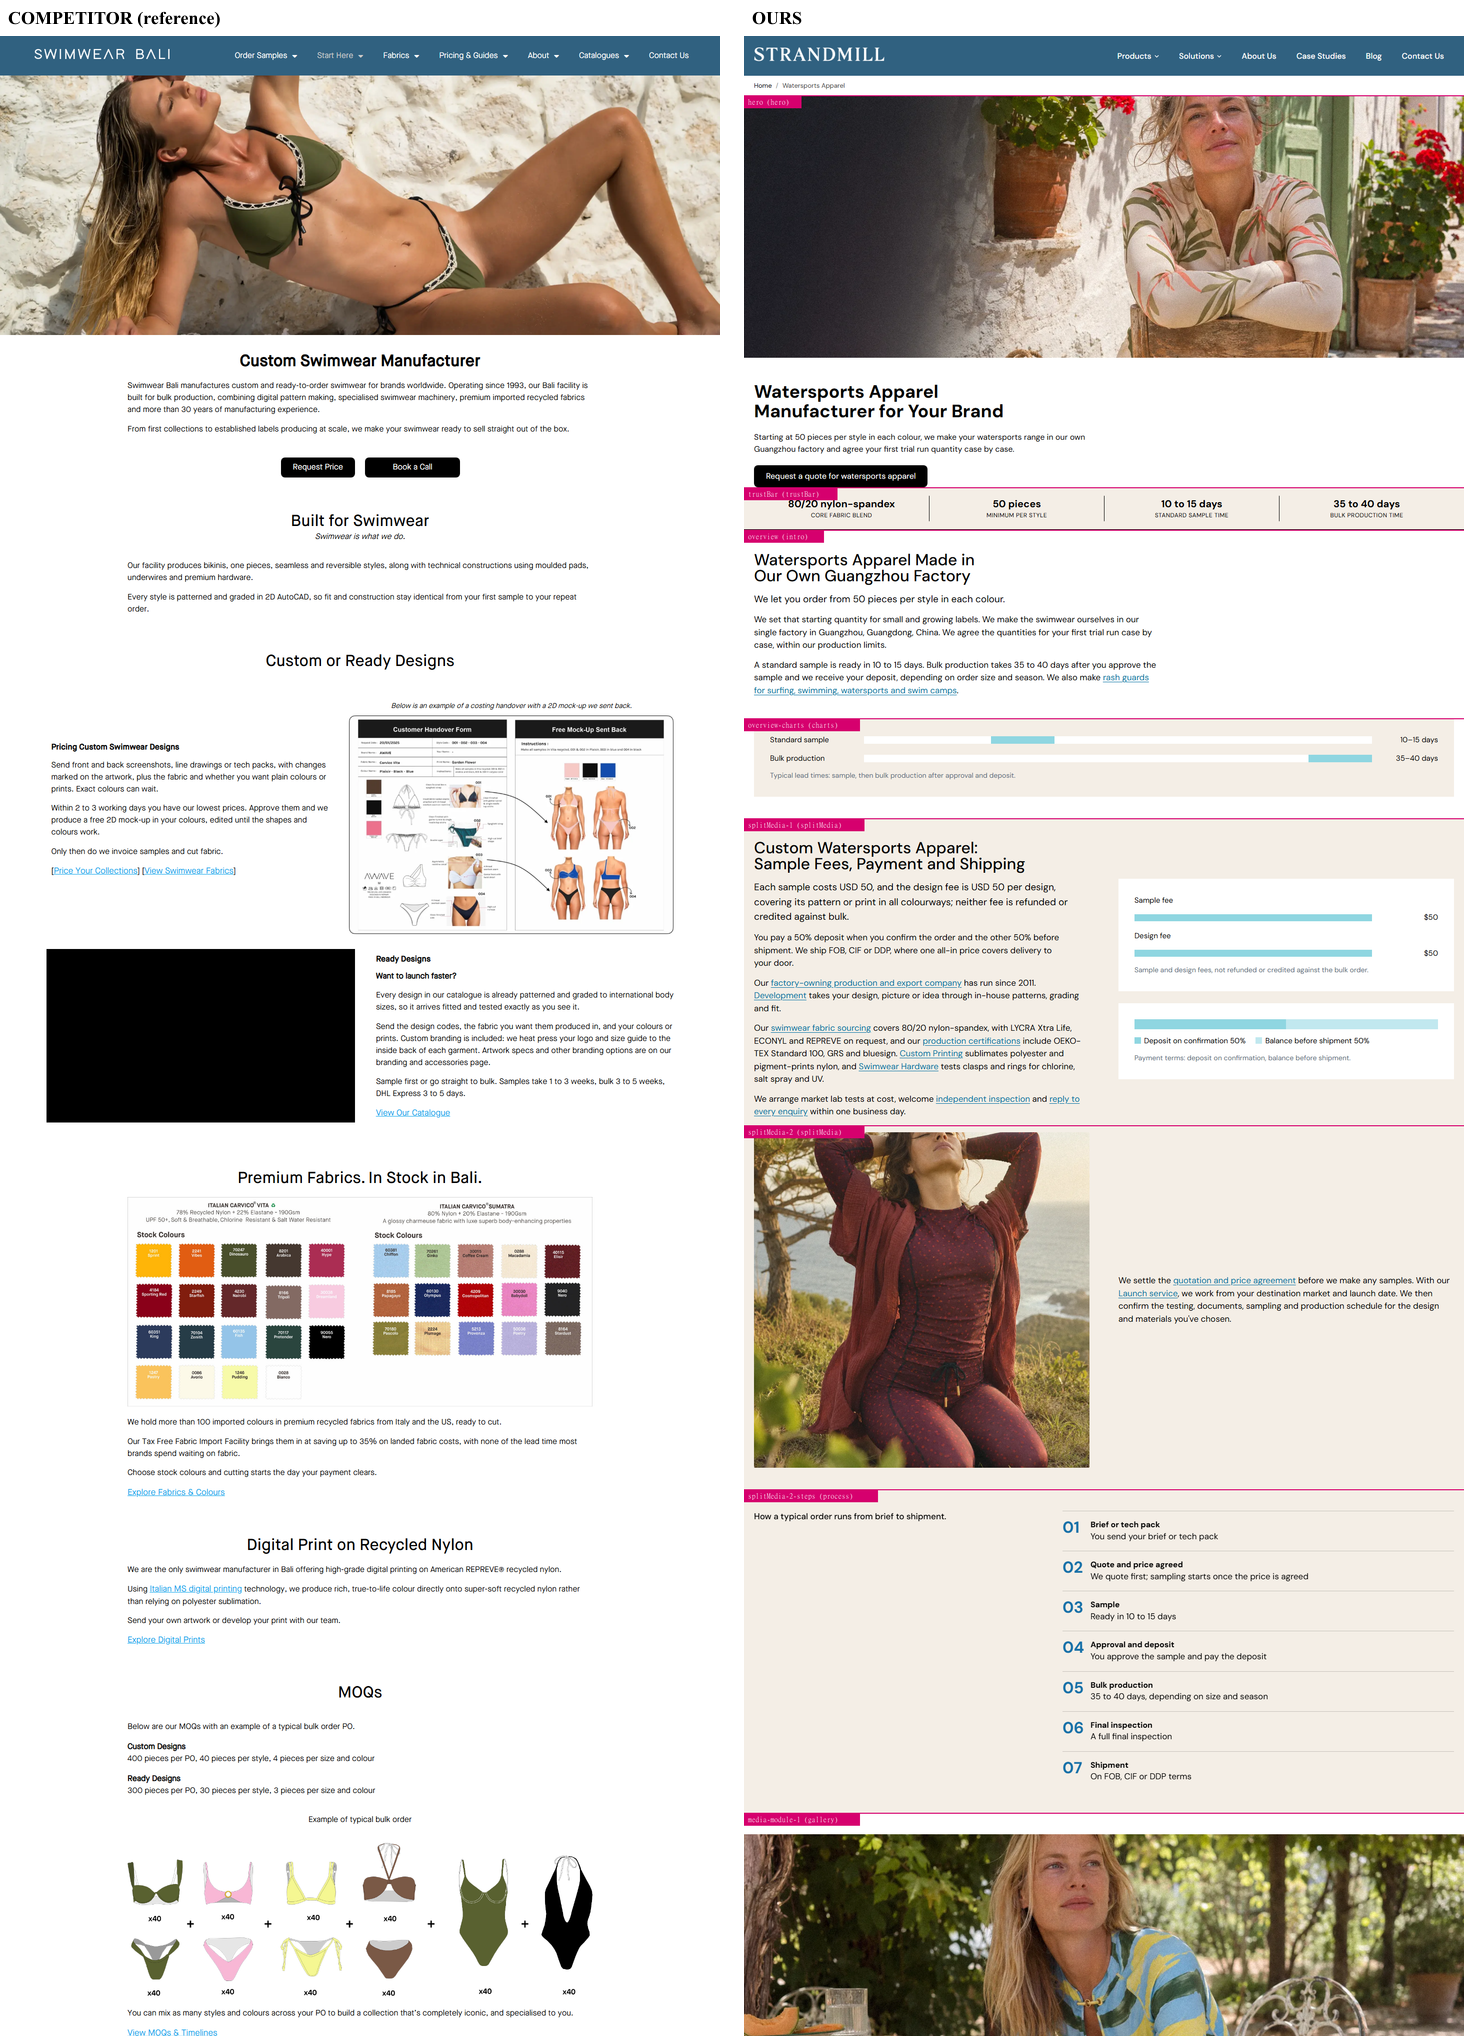 COMPETITOR (reference)
SWIMWEAR BALI
Order Samples
Start Here
Fabrics
Pricing & Guides
About
Catalogues
Contact Us
Custom Swimwear Manufacturer
Swimwear Bali manufactures custom and ready-to-order swimwear for brands worldwide. Operating since 1993, our Bali facility is
built for bulk production, combining digital pattern making, specialised swimwear machinery, premium imported recycled fabrics
and more than 30 years of manufacturing experience.
From first collections to established labels producing at scale, we make your swimwear ready to sell straight out of the box.
Request Price
Book a Call
Built for Swimwear
Swimwear is what we do.
Our facility produces bikinis, one pieces, seamless and reversible styles, along with technical constructions using moulded pads,
underwires and premium hardware.
Every style is patterned and graded in 2D AutoCAD, so fit and construction stay identical from your first sample to your repeat
order.
Custom or Ready Designs
Below is an example of a costing handover with a 2D mock-up we sent back.
Customer Handover Form
Free Mock-Up Sent Back
Instructions :
AWAVE
Pricing Custom Swimwear Designs
Send front and back screenshots, line drawings or tech packs, with changes
marked on the artwork, plus the fabric and whether you want plain colours or
prints. Exact colours can wait.
Within 2 to 3 working days you have our lowest prices. Approve them and we
produce a free 2D mock-up in your colours, edited until the shapes and
colours work.
Only then do we invoice samples and cut fabric.
[Price Your Collections] [View Swimwear Fabrics]
Ready Designs
Want to launch faster?
Every design in our catalogue is already patterned and graded to international body
sizes, so it arrives fitted and tested exactly as you see it.
Send the design codes, the fabric you want them produced in, and your colours or
prints. Custom branding is included: we heat press your logo and size guide to the
inside back of each garment. Artwork specs and other branding options are on our
branding and accessories page.
Sample first or go straight to bulk. Samples take 1 to 3 weeks, bulk 3 to 5 weeks,
DHL Express 3 to 5 days.
View Our Catalogue
Premium Fabrics. In Stock in Bali.
ITALIAN CARVICO® VITA
78% Recycled Nylon • 22% Elastane - 190Gsm
UPF 50+, Soft & Breathable, Chlorine Resistant & Salt Water Resistant
Stock Colours
ITALIAN CARVICO® SUMATRA
80% Nylon • 20% Elastane - 190Gsm
A glossy charmeuse fabric with luxe superb body-enhancing properties
Stock Colours
We hold more than 100 imported colours in premium recycled fabrics from Italy and the US, ready to cut.
Our Tax Free Fabric Import Facility brings them in at saving up to 35% on landed fabric costs, with none of the lead time most
brands spend waiting on fabric.
Choose stock colours and cutting starts the day your payment clears.
Explore Fabrics & Colours
Digital Print on Recycled Nylon
We are the only swimwear manufacturer in Bali offering high-grade digital printing on American REPREVE® recycled nylon.
Using Italian MS digital printing technology, we produce rich, true-to-life colour directly onto super-soft recycled nylon rather
than relying on polyester sublimation.
Send your own artwork or develop your print with our team.
Explore Digital Prints
MOQs
Below are our MOQs with an example of a typical bulk order PO.
Custom Designs
400 pieces per PO, 40 pieces per style, 4 pieces per size and colour
Ready Designs
300 pieces per PO, 30 pieces per style, 3 pieces per size and colour
Example of typical bulk order
x40 + x40 + x40 + x40 + +
x40 x40 x40 x40 x40 x40
You can mix as many styles and colours across your PO to build a collection that's completely iconic, and specialised to you.
View MOQs & Timelines
OURS
STRANDMILL
Products
Solutions
About Us
Case Studies
Blog
Contact Us
Home / Watersports Apparel
hero (hero)
Watersports Apparel
Manufacturer for Your Brand
Starting at 50 pieces per style in each colour, we make your watersports range in our own
Guangzhou factory and agree your first trial run quantity case by case.
Request a quote for watersports apparel
trustBar (trustBar)
80/20 nylon-spandex
CORE FABRIC BLEND
50 pieces
MINIMUM PER STYLE
10 to 15 days
STANDARD SAMPLE TIME
35 to 40 days
BULK PRODUCTION TIME
overview (intro)
Watersports Apparel Made in
Our Own Guangzhou Factory
We let you order from 50 pieces per style in each colour.
We set that starting quantity for small and growing labels. We make the swimwear ourselves in our
single factory in Guangzhou, Guangdong, China. We agree the quantities for your first trial run case by
case, within our production limits.
A standard sample is ready in 10 to 15 days. Bulk production takes 35 to 40 days after you approve the
sample and we receive your deposit, depending on order size and season. We also make rash guards
for surfing, swimming, watersports and swim camps.
overview-charts (charts)
Standard sample
10–15 days
Bulk production
35–40 days
Typical lead times: sample, then bulk production after approval and deposit.
splitMedia-1 (splitMedia)
Custom Watersports Apparel:
Sample Fees, Payment and Shipping
Each sample costs USD 50, and the design fee is USD 50 per design,
covering its pattern or print in all colourways; neither fee is refunded or
credited against bulk.
You pay a 50% deposit when you confirm the order and the other 50% before
shipment. We ship FOB, CIF or DDP, where one all-in price covers delivery to
your door.
Our factory-owning production and export company has run since 2011.
Development takes your design, picture or idea through in-house patterns, grading
and fit.
Our swimwear fabric sourcing covers 80/20 nylon-spandex, with LYCRA Xtra Life,
ECONYL and REPREVE on request, and our production certifications include OEKO-
TEX Standard 100, GRS and bluesign. Custom Printing sublimates polyester and
pigment-prints nylon, and Swimwear Hardware tests clasps and rings for chlorine,
salt spray and UV.
We arrange market lab tests at cost, welcome independent inspection and reply to
every enquiry within one business day.
Sample fee
$50
Design fee
$50
Sample and design fees, not refunded or credited against the bulk order.
Deposit on confirmation 50%
Balance before shipment 50%
Payment terms: deposit on confirmation, balance before shipment.
splitMedia-2 (splitMedia)
We settle the quotation and price agreement before we make any samples. With our
Launch service, we work from your destination market and launch date. We then
confirm the testing, documents, sampling and production schedule for the design
and materials you've chosen.
splitMedia-2-steps (process)
How a typical order runs from brief to shipment.
01 Brief or tech pack
You send your brief or tech pack
02 Quote and price agreed
We quote first; sampling starts once the price is agreed
03 Sample
Ready in 10 to 15 days
04 Approval and deposit
You approve the sample and pay the deposit
05 Bulk production
35 to 40 days, depending on size and season
06 Final inspection
A full final inspection
07 Shipment
On FOB, CIF or DDP terms
media-module-1 (gallery)